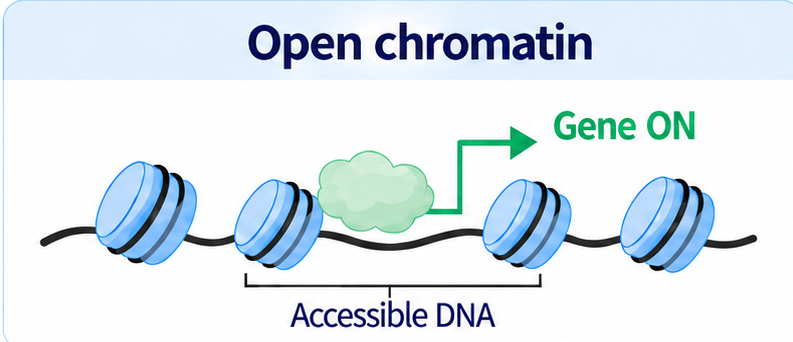 Open chromatin
Gene ON
Accessible DNA